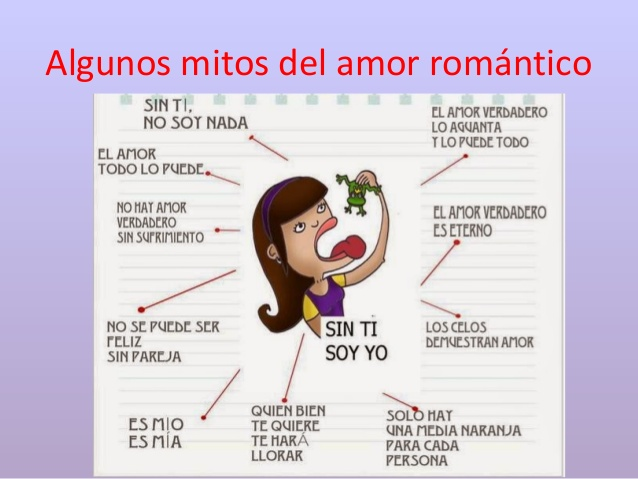 Algunos mitos del amor romántico
SIN TI,
NO SOY NADA
EL AMOR VERDADERO
LO AGUANTA
Y LO PUEDE TODO
EL AMOR
TODO LO PUEDE
NO HAY AMOR
VERDADERO
SIN SUFRIMIENTO
EL AMOR VERDADERO
ES ETERNO
NO SE PUEDE SER
FELIZ
SIN PAREJA
SIN TI
SOY YO
LOS CELOS
DEMUESTRAN AMOR
ES MÍO
ES MÍA
QUIEN BIEN
TE QUIERE
TE HARÁ
LLORAR
SOLO HAY
UNA MEDIA NARANJA
PARA CADA
PERSONA